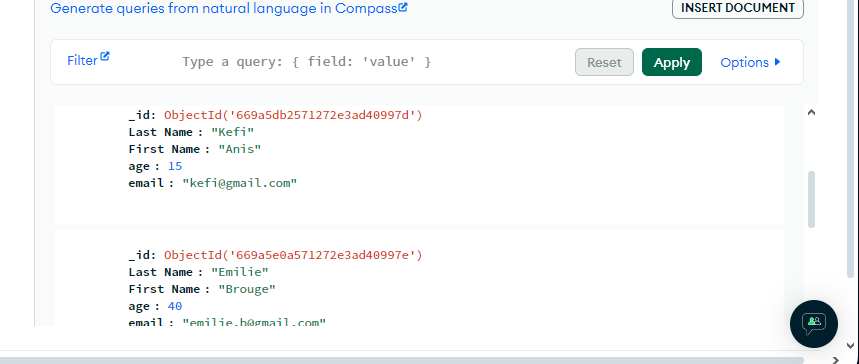 Generate queries from natural language in Compass
INSERT DOCUMENT
Filter
Type a query: { field: 'value' }
Reset
Apply
Options
_id: ObjectId('669a5db2571272e3ad40997d')
Last Name : "Kefi"
First Name : "Anis"
age : 15
email : "kefi@gmail.com"
_id: ObjectId('669a5e0a571272e3ad40997e')
Last Name : "Emilie"
First Name : "Brouge"
age : 40
email : "emilie.b@gmail.com"